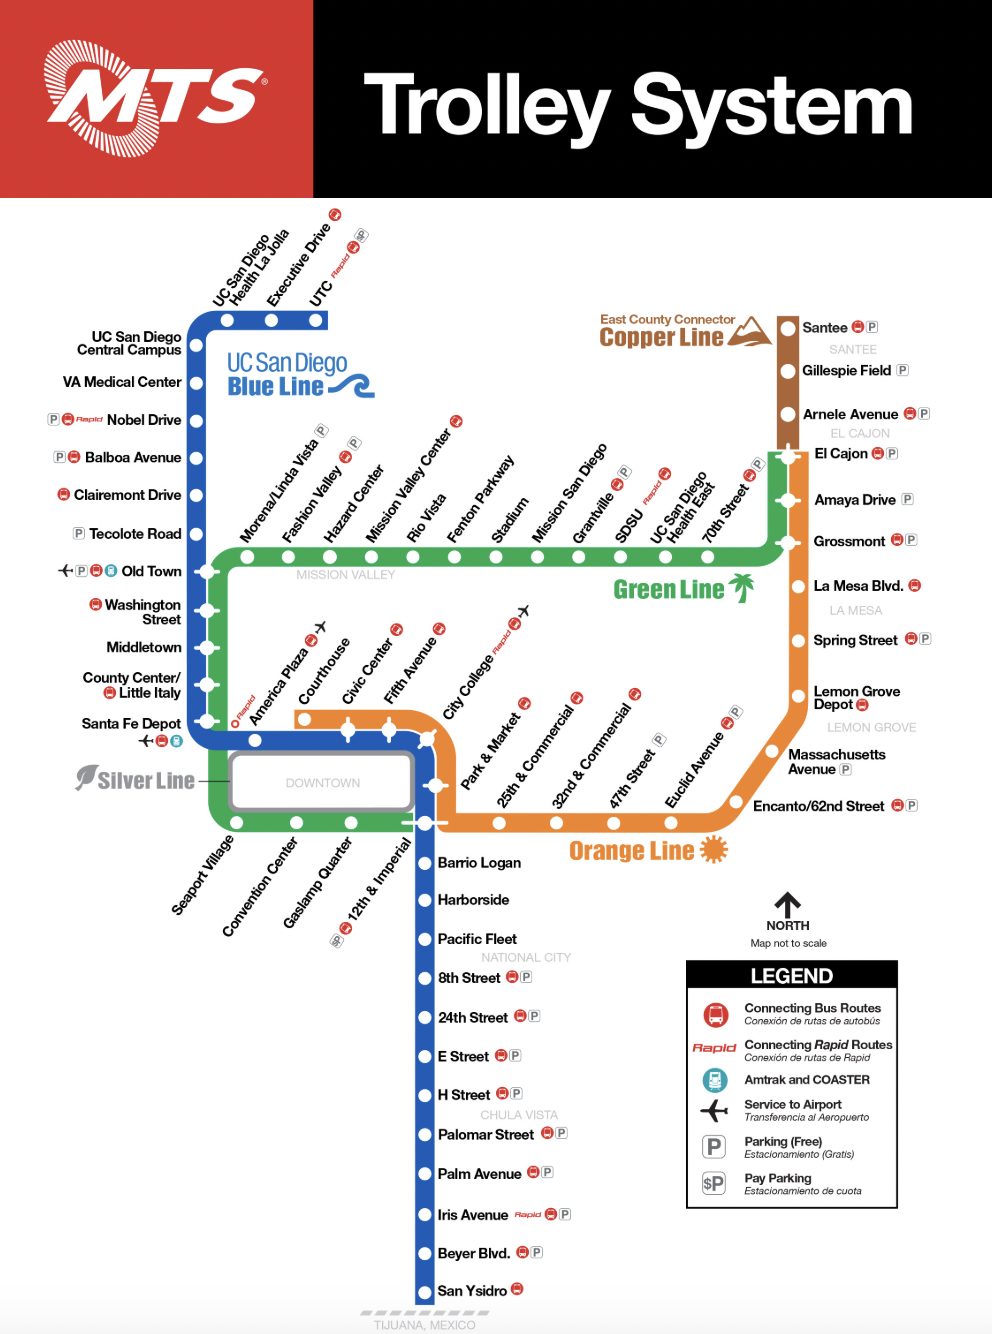 MTS®
Trolley System
UC San Diego
Health La Jolla
Executive Drive
UTC Rapid $P
UC San Diego
Central Campus
VA Medical Center
P Rapid Nobel Drive
P Balboa Avenue
Clairemont Drive
P Tecolote Road
P Old Town
Washington
Street
Middletown
County Center/
Little Italy
Santa Fe Depot
UC San Diego
Blue Line
East County Connector
Copper Line
Santee P
SANTEE
Gillespie Field P
Arnele Avenue P
EL CAJON
El Cajon P
Amaya Drive P
Grossmont P
La Mesa Blvd.
LA MESA
Spring Street P
Lemon Grove
Depot
LEMON GROVE
Massachusetts
Avenue P
Encanto/62nd Street P
Morena/Linda Vista P
Fashion Valley P
Hazard Center
Mission Valley Center
Rio Vista
Fenton Parkway
Stadium
Mission San Diego
Grantville P
SDSU Rapid
UC San Diego
Health East
70th Street P
MISSION VALLEY
Green Line
Rapid
America Plaza
Courthouse
Civic Center
Fifth Avenue
City College Rapid
Park & Market
25th & Commercial
32nd & Commercial
47th Street P
Euclid Avenue P
Silver Line
DOWNTOWN
Orange Line
Seaport Village
Convention Center
Gaslamp Quarter
$P 12th & Imperial
Barrio Logan
Harborside
Pacific Fleet
NATIONAL CITY
8th Street P
24th Street P
E Street P
H Street P
CHULA VISTA
Palomar Street P
Palm Avenue P
Iris Avenue Rapid P
Beyer Blvd. P
San Ysidro
TIJUANA, MEXICO
NORTH
Map not to scale
LEGEND
Connecting Bus Routes
Conexión de rutas de autobús
Rapid Connecting Rapid Routes
Conexión de rutas de Rapid
Amtrak and COASTER
Service to Airport
Transferencia al Aeropuerto
P Parking (Free)
Estacionamiento (Gratis)
$P Pay Parking
Estacionamiento de cuota